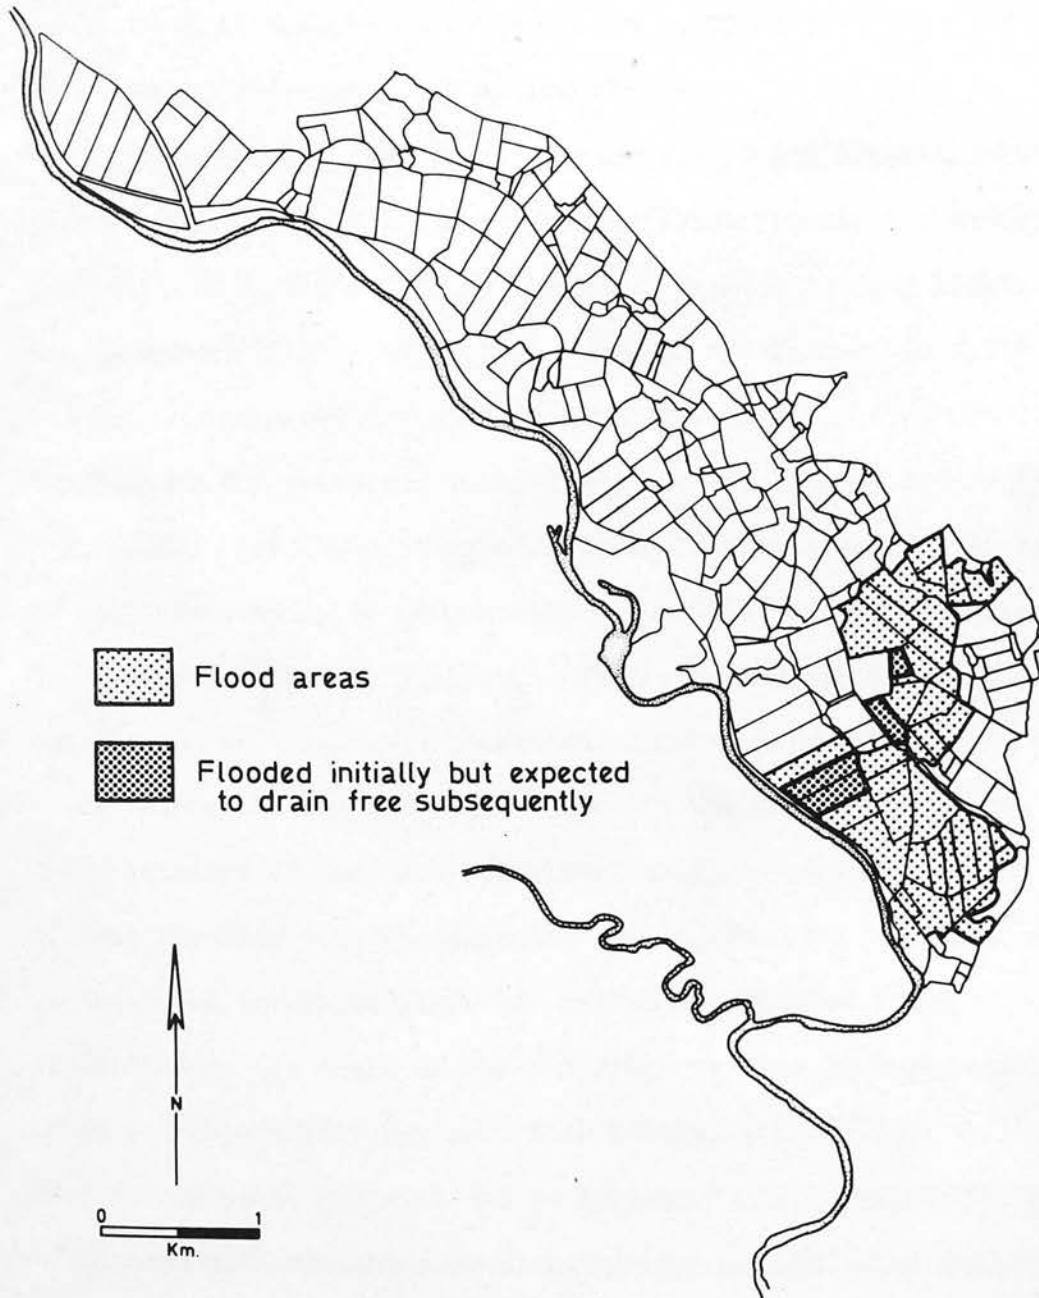 Flood areas
Flooded initially but expected
to drain free subsequently
N
0 1
Km.